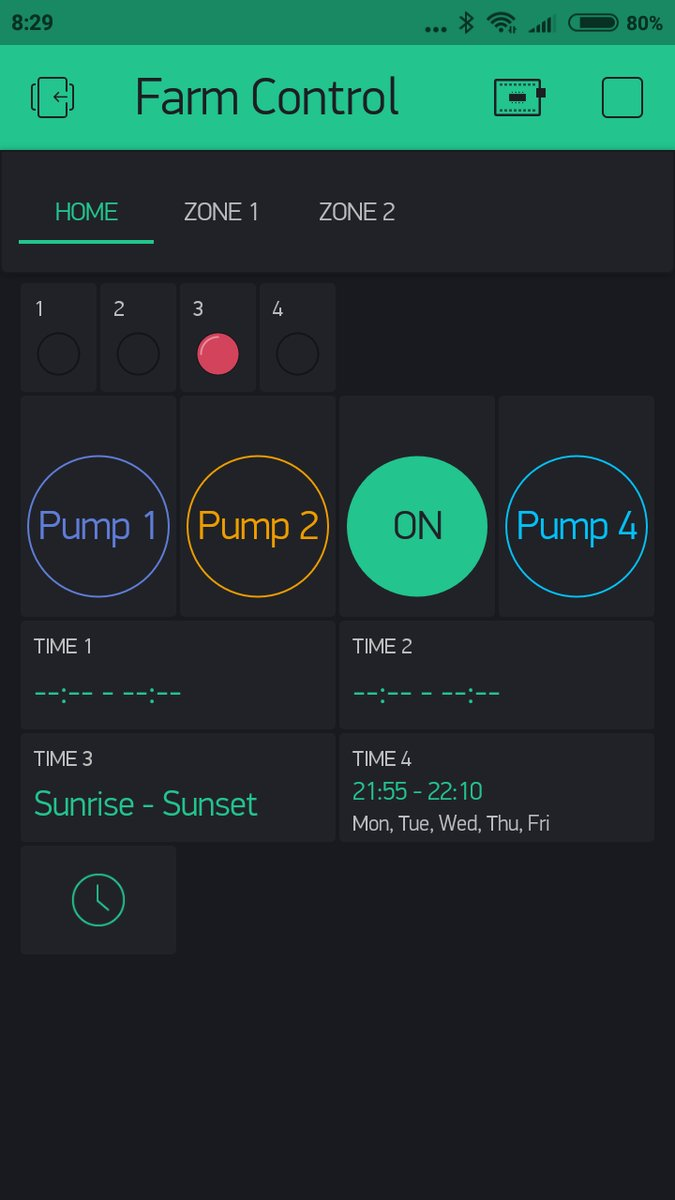 8:29
80%
Farm Control
HOME ZONE 1 ZONE 2
1 2 3 4
Pump 1 Pump 2 ON Pump 4
TIME 1 TIME 2
--:-- - --:-- --:-- - --:--
TIME 3 TIME 4
Sunrise - Sunset 21:55 - 22:10
Mon, Tue, Wed, Thu, Fri